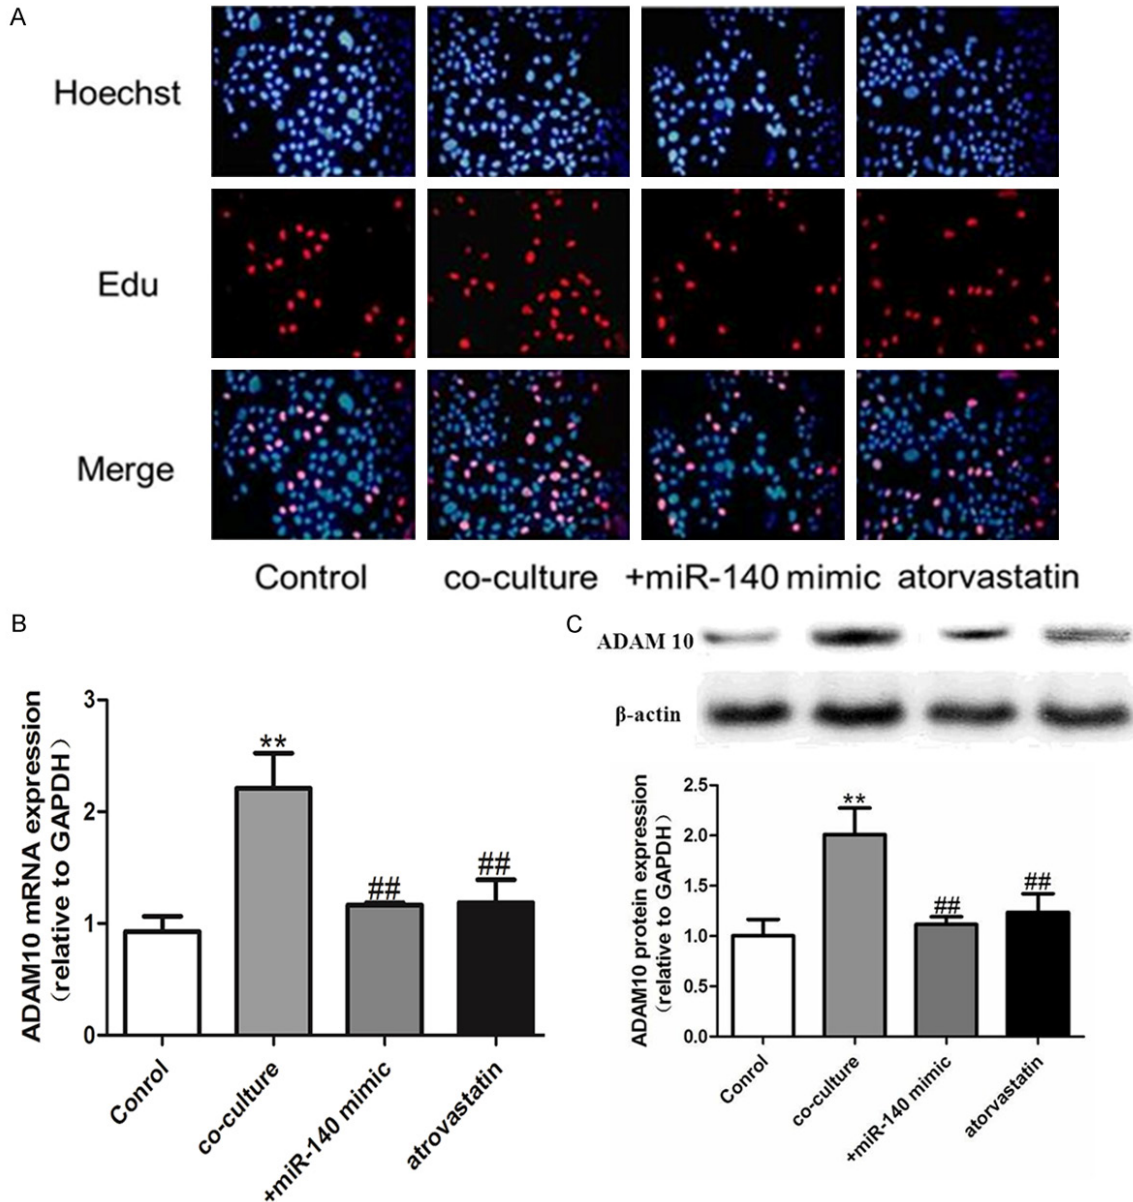 A
Hoechst
Edu
Merge
Control
co-culture
+miR-140 mimic
atorvastatin
B
ADAM10 mRNA expression
(relative to GAPDH)
3
2
1
0
**
##
##
Conrol
co-culture
+miR-140 mimic
atrovastatin
C
ADAM 10
β-actin
ADAM10 protein expression
(relative to GAPDH)
2.5
2.0
1.5
1.0
0.5
0.0
**
##
##
Conrol
co-culture
+miR-140 mimic
atorvastatin